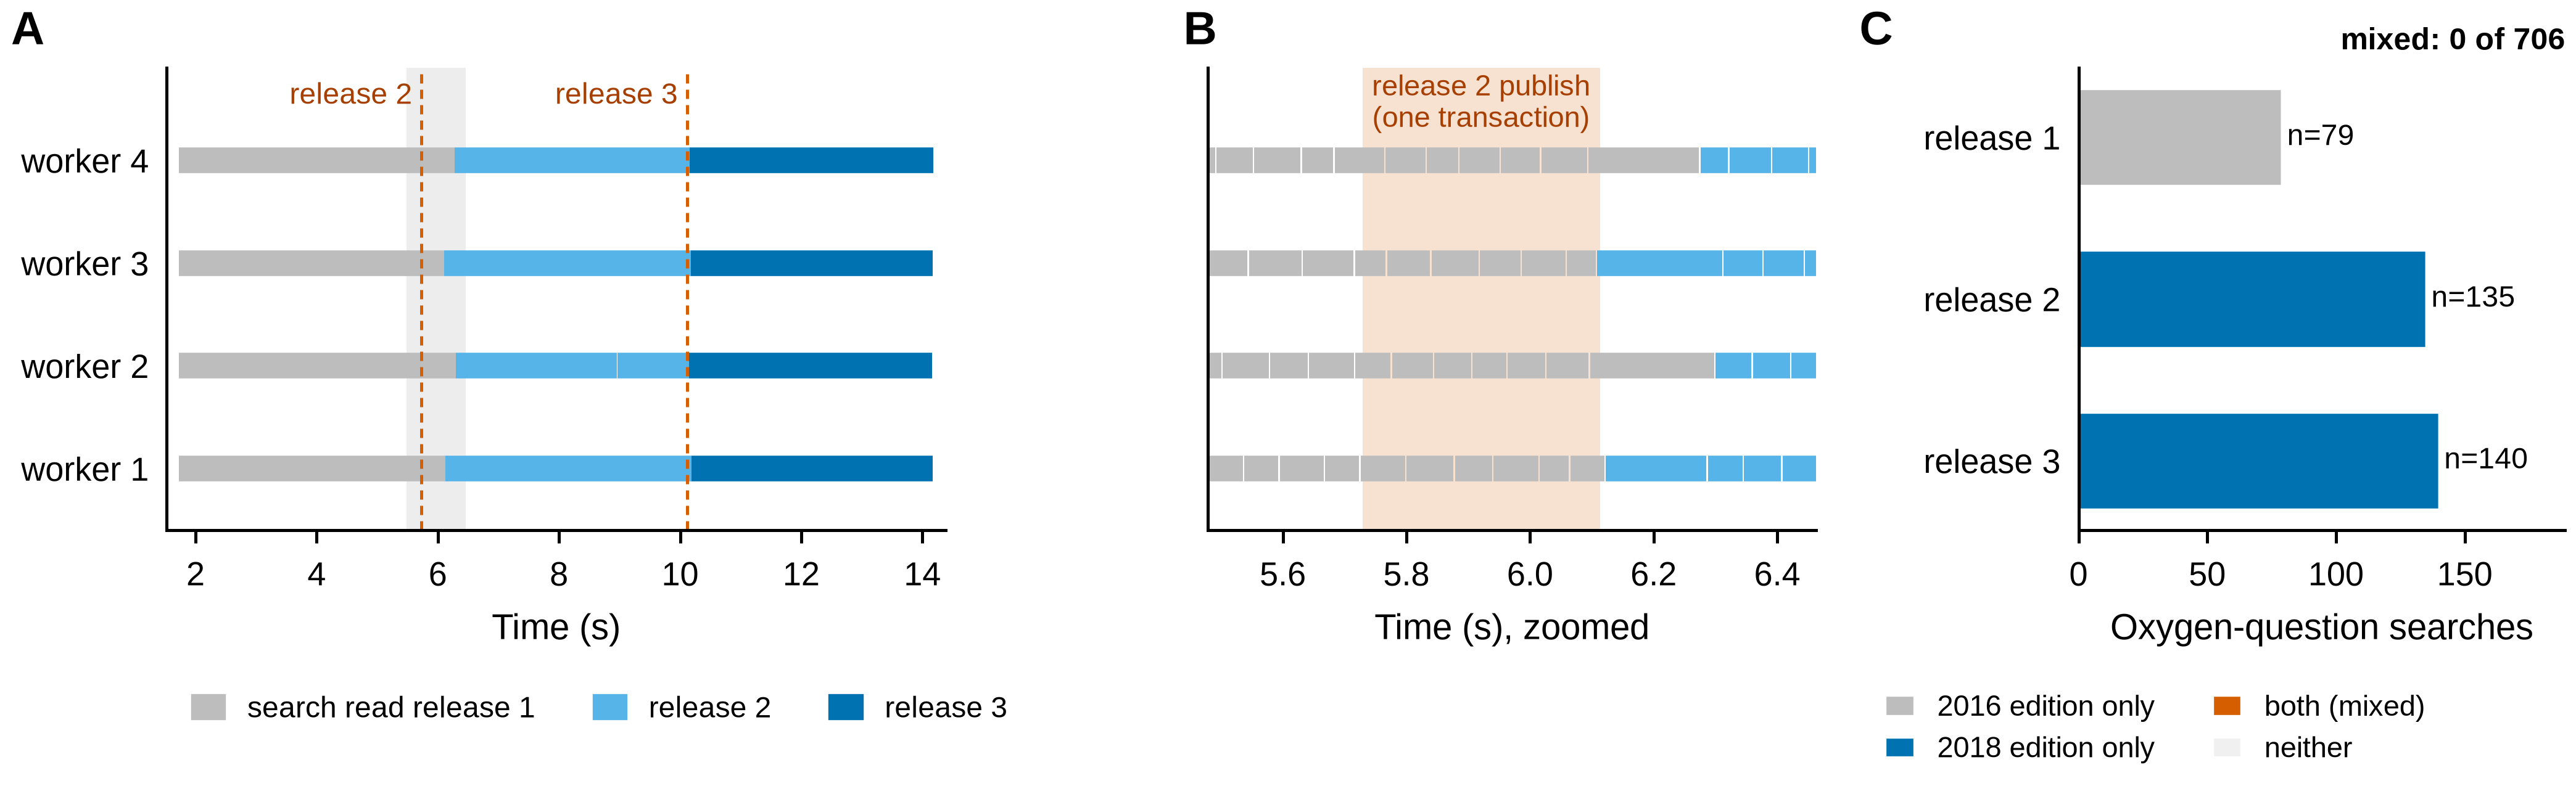 A
release 2
release 3
worker 4
worker 3
worker 2
worker 1
2 4 6 8 10 12 14
Time (s)
search read release 1
release 2
release 3
B
release 2 publish
(one transaction)
5.6 5.8 6.0 6.2 6.4
Time (s), zoomed
C
mixed: 0 of 706
release 1
n=79
release 2
n=135
release 3
n=140
0 50 100 150
Oxygen-question searches
2016 edition only
both (mixed)
2018 edition only
neither